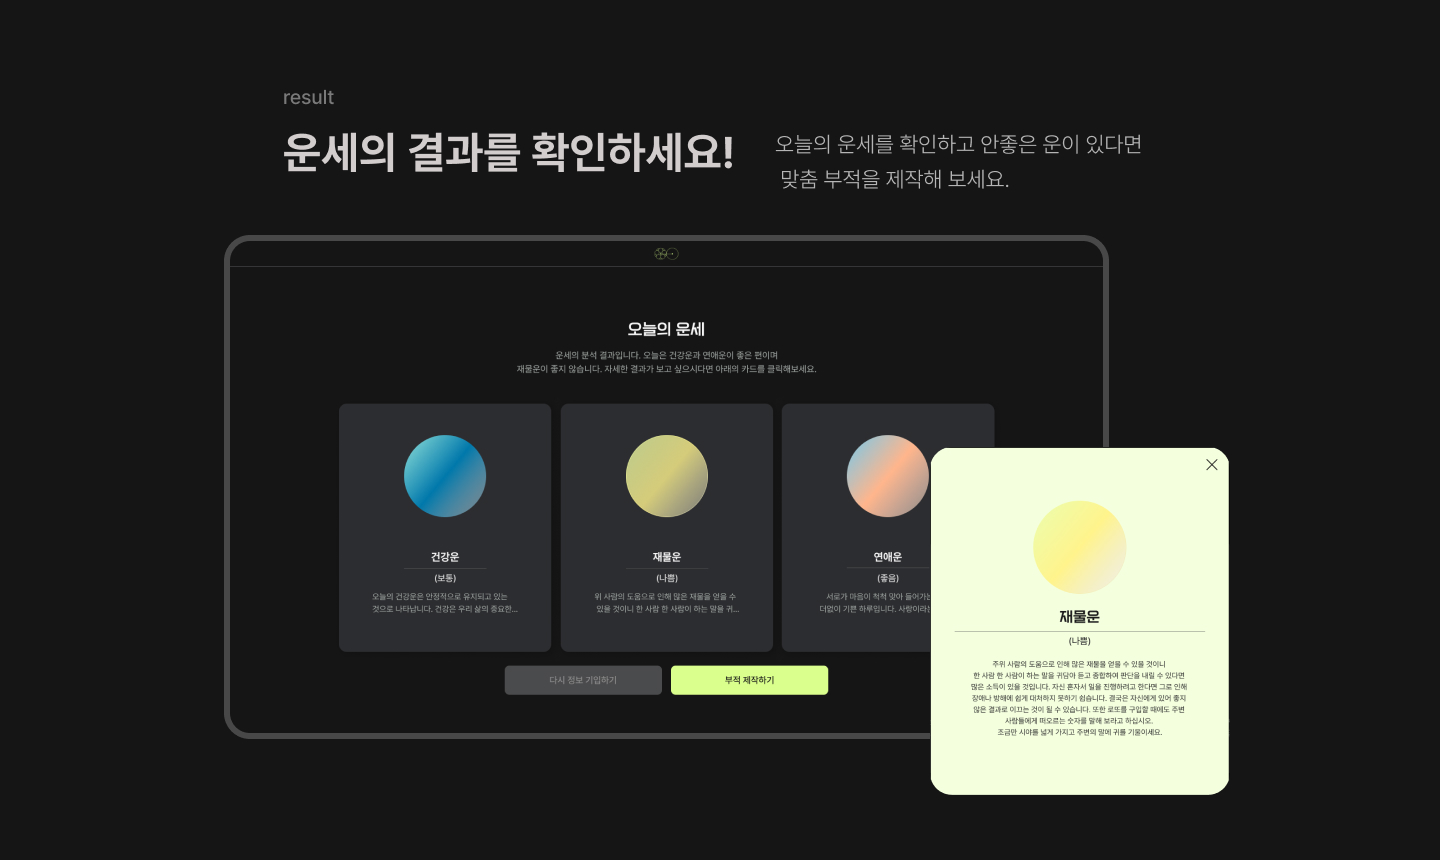 result
운세의 결과를 확인하세요!
오늘의 운세를 확인하고 안좋은 운이 있다면
맞춤 부적을 제작해 보세요.
오늘의 운세
운세의 분석 결과입니다. 오늘은 건강운과 연애운이 좋은 편이며
재물운이 좋지 않습니다. 자세한 결과가 보고 싶으시다면 아래의 카드를 클릭해보세요.
건강운
(보통)
오늘의 건강운은 안정적으로 유지되고 있는
것으로 나타납니다. 건강은 우리 삶의 중요한...
재물운
(나쁨)
위 사람의 도움으로 인해 많은 재물을 얻을 수
있을 것이니 한 사람 한 사람이 하는 말을 귀...
연애운
(좋음)
서로가 마음이 척척 맞아 들어가는
더없이 기쁜 하루입니다. 사랑이라는
다시 정보 기입하기
부적 제작하기
재물운
(나쁨)
주위 사람의 도움으로 인해 많은 재물을 얻을 수 있을 것이니
한 사람 한 사람이 하는 말을 귀담아 듣고 종합하여 판단을 내릴 수 있다면
많은 소득이 있을 것입니다. 자신 혼자서 일을 진행하려고 한다면 그로 인해
장애나 방해에 쉽게 대처하지 못하기 쉽습니다. 결국은 자신에게 있어 좋지
않은 결과로 이끄는 것이 될 수 있습니다. 또한 로또를 구입할 때에도 주변
사람들에게 떠오르는 숫자를 말해 보라고 하십시오.
조금만 시야를 넓게 가지고 주변의 말에 귀를 기울이세요.